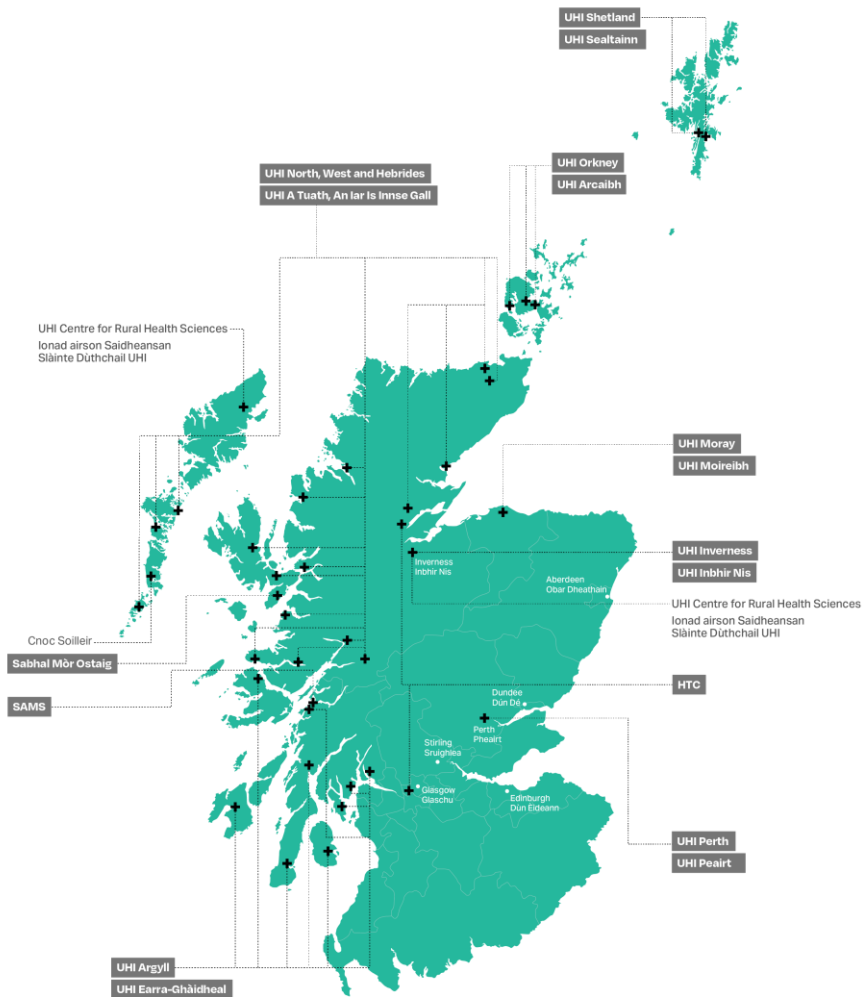 UHI Shetland
UHI Sealtainn
UHI Orkney
UHI Arcaibh
UHI North, West and Hebrides
UHI A Tuath, An Iar Is Innse Gall
UHI Centre for Rural Health Sciences
Ionad airson Saidheansan
Slàinte Dùthchail UHI
UHI Moray
UHI Moireibh
UHI Inverness
UHI Inbhir Nis
Inverness
Inbhir Nis
Aberdeen
Obar Dheathain
UHI Centre for Rural Health Sciences
Ionad airson Saidheansan
Slàinte Dùthchail UHI
Cnoc Soilleir
Sabhal Mòr Ostaig
SAMS
HTC
Dundee
Dùn Dé
Perth
Pheairt
Stirling
Sruighlea
Glasgow
Glaschu
Edinburgh
Dùn Eideann
UHI Perth
UHI Peairt
UHI Argyll
UHI Earra-Ghàidheal